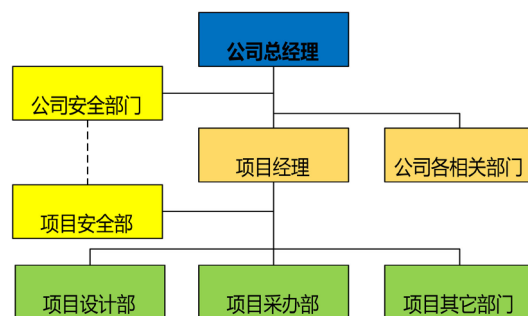 公司总经理
公司安全部门
项目经理
公司各相关部门
项目安全部
项目设计部
项目采办部
项目其它部门